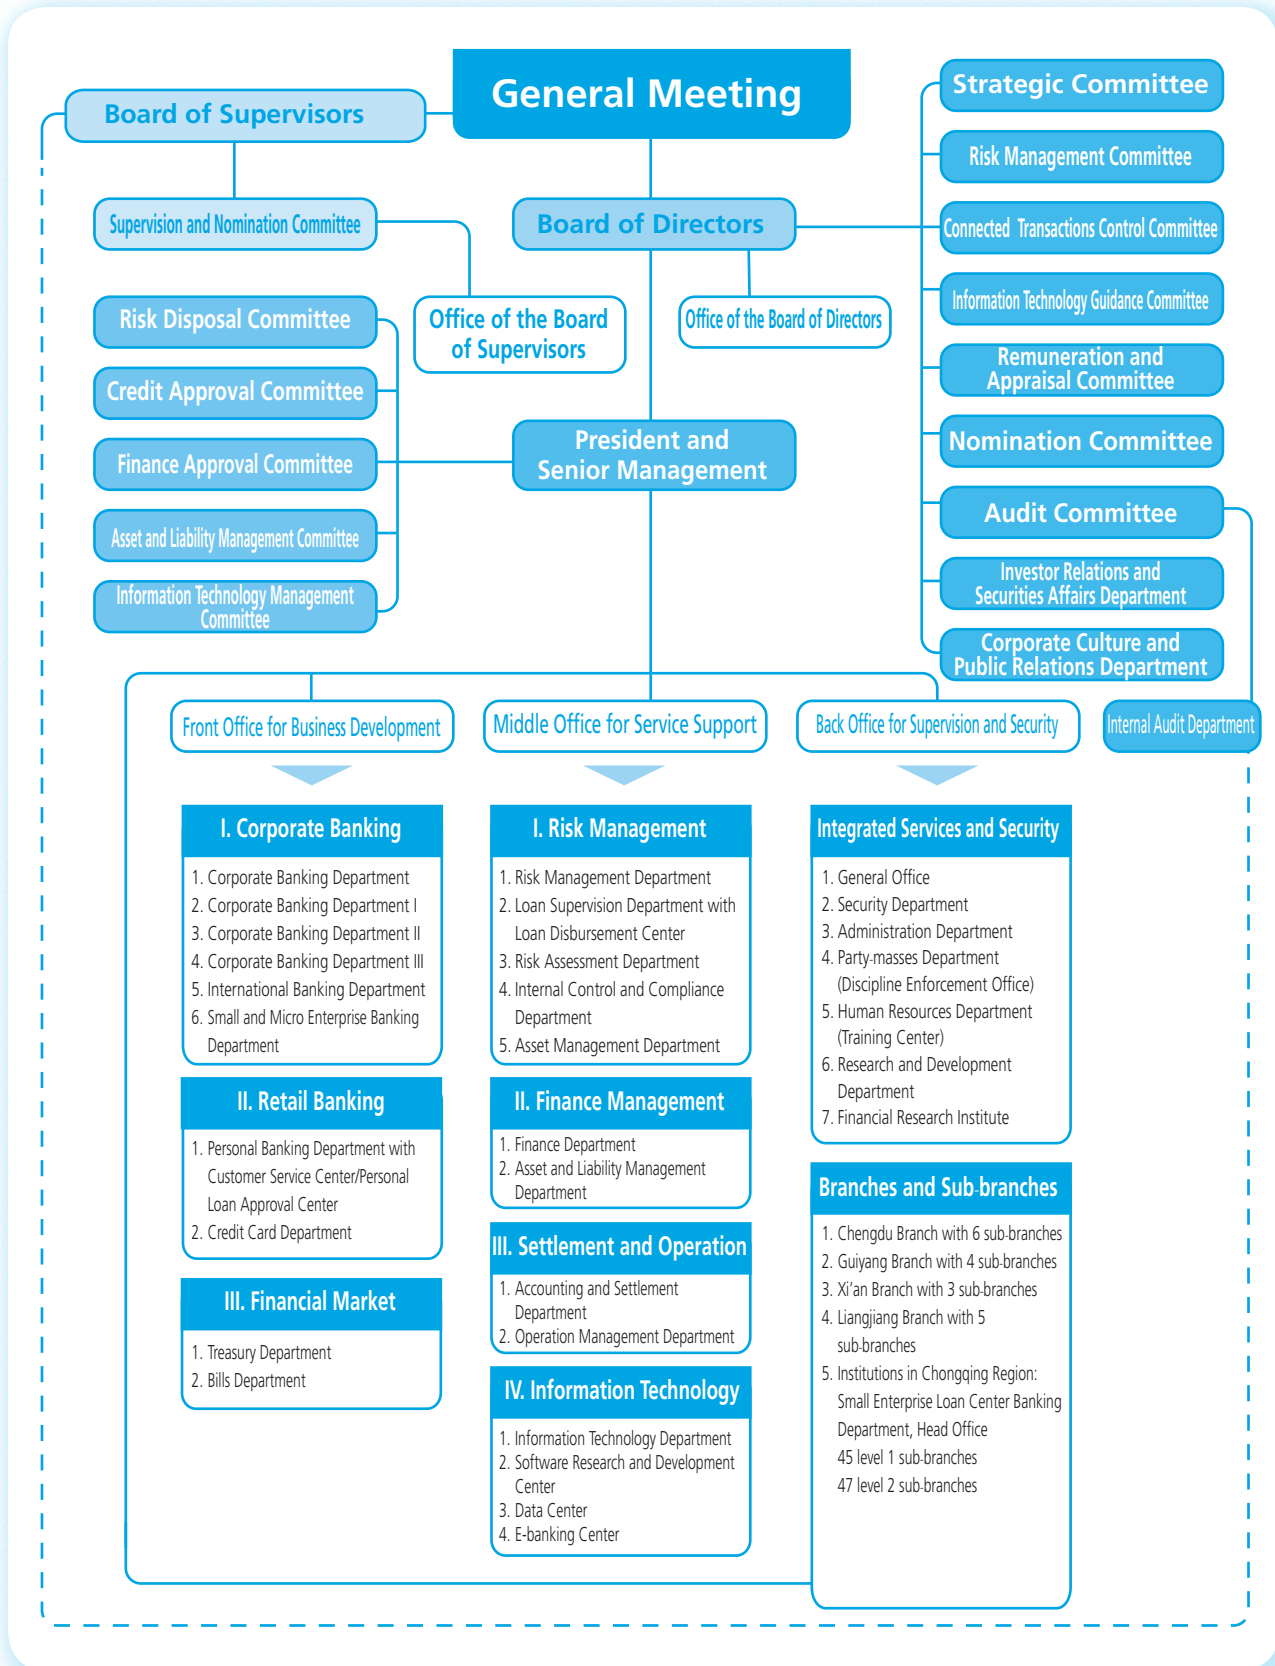 General Meeting
Board of Supervisors
Strategic Committee
Risk Management Committee
Supervision and Nomination Committee
Board of Directors
Connected Transactions Control Committee
Information Technology Guidance Committee
Risk Disposal Committee
Office of the Board
of Supervisors
Office of the Board of Directors
Remuneration and
Appraisal Committee
Credit Approval Committee
President and
Senior Management
Nomination Committee
Finance Approval Committee
Audit Committee
Asset and Liability Management Committee
Investor Relations and
Securities Affairs Department
Information Technology Management
Committee
Corporate Culture and
Public Relations Department
Front Office for Business Development
Middle Office for Service Support
Back Office for Supervision and Security
Internal Audit Department
I. Corporate Banking
1. Corporate Banking Department
2. Corporate Banking Department I
3. Corporate Banking Department II
4. Corporate Banking Department III
5. International Banking Department
6. Small and Micro Enterprise Banking
Department
II. Retail Banking
1. Personal Banking Department with
Customer Service Center/Personal
Loan Approval Center
2. Credit Card Department
III. Financial Market
1. Treasury Department
2. Bills Department
I. Risk Management
1. Risk Management Department
2. Loan Supervision Department with
Loan Disbursement Center
3. Risk Assessment Department
4. Internal Control and Compliance
Department
5. Asset Management Department
II. Finance Management
1. Finance Department
2. Asset and Liability Management
Department
III. Settlement and Operation
1. Accounting and Settlement
Department
2. Operation Management Department
IV. Information Technology
1. Information Technology Department
2. Software Research and Development
Center
3. Data Center
4. E-banking Center
Integrated Services and Security
1. General Office
2. Security Department
3. Administration Department
4. Party-masses Department
(Discipline Enforcement Office)
5. Human Resources Department
(Training Center)
6. Research and Development
Department
7. Financial Research Institute
Branches and Sub-branches
1. Chengdu Branch with 6 sub-branches
2. Guiyang Branch with 4 sub-branches
3. Xi'an Branch with 3 sub-branches
4. Liangjiang Branch with 5
sub-branches
5. Institutions in Chongqing Region:
Small Enterprise Loan Center Banking
Department, Head Office
45 level 1 sub-branches
47 level 2 sub-branches